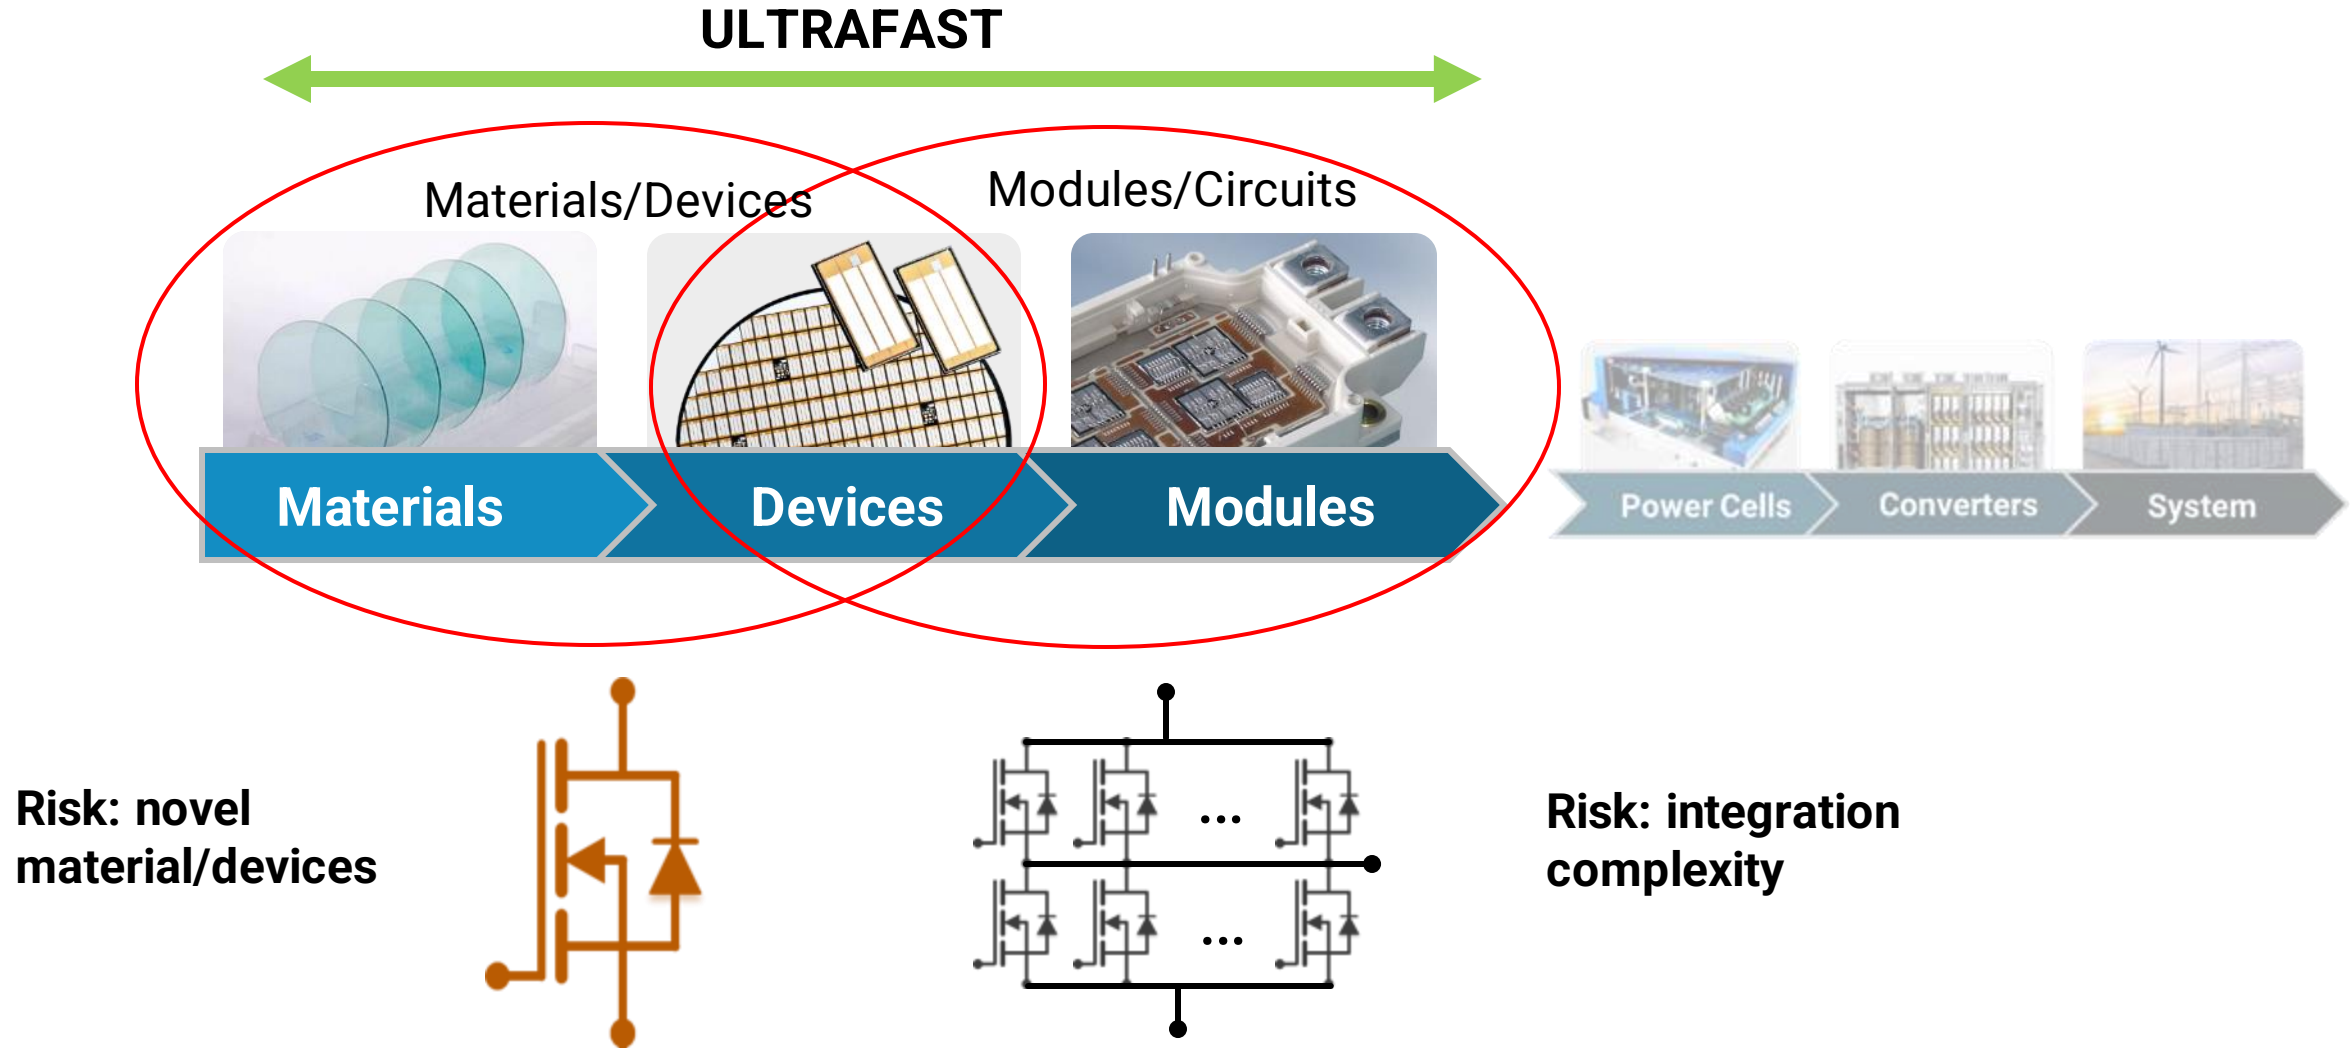 ULTRAFAST
Materials/Devices
Modules/Circuits
Materials
Devices
Modules
Power Cells
Converters
System
Risk: novel
material/devices
...
...
Risk: integration
complexity